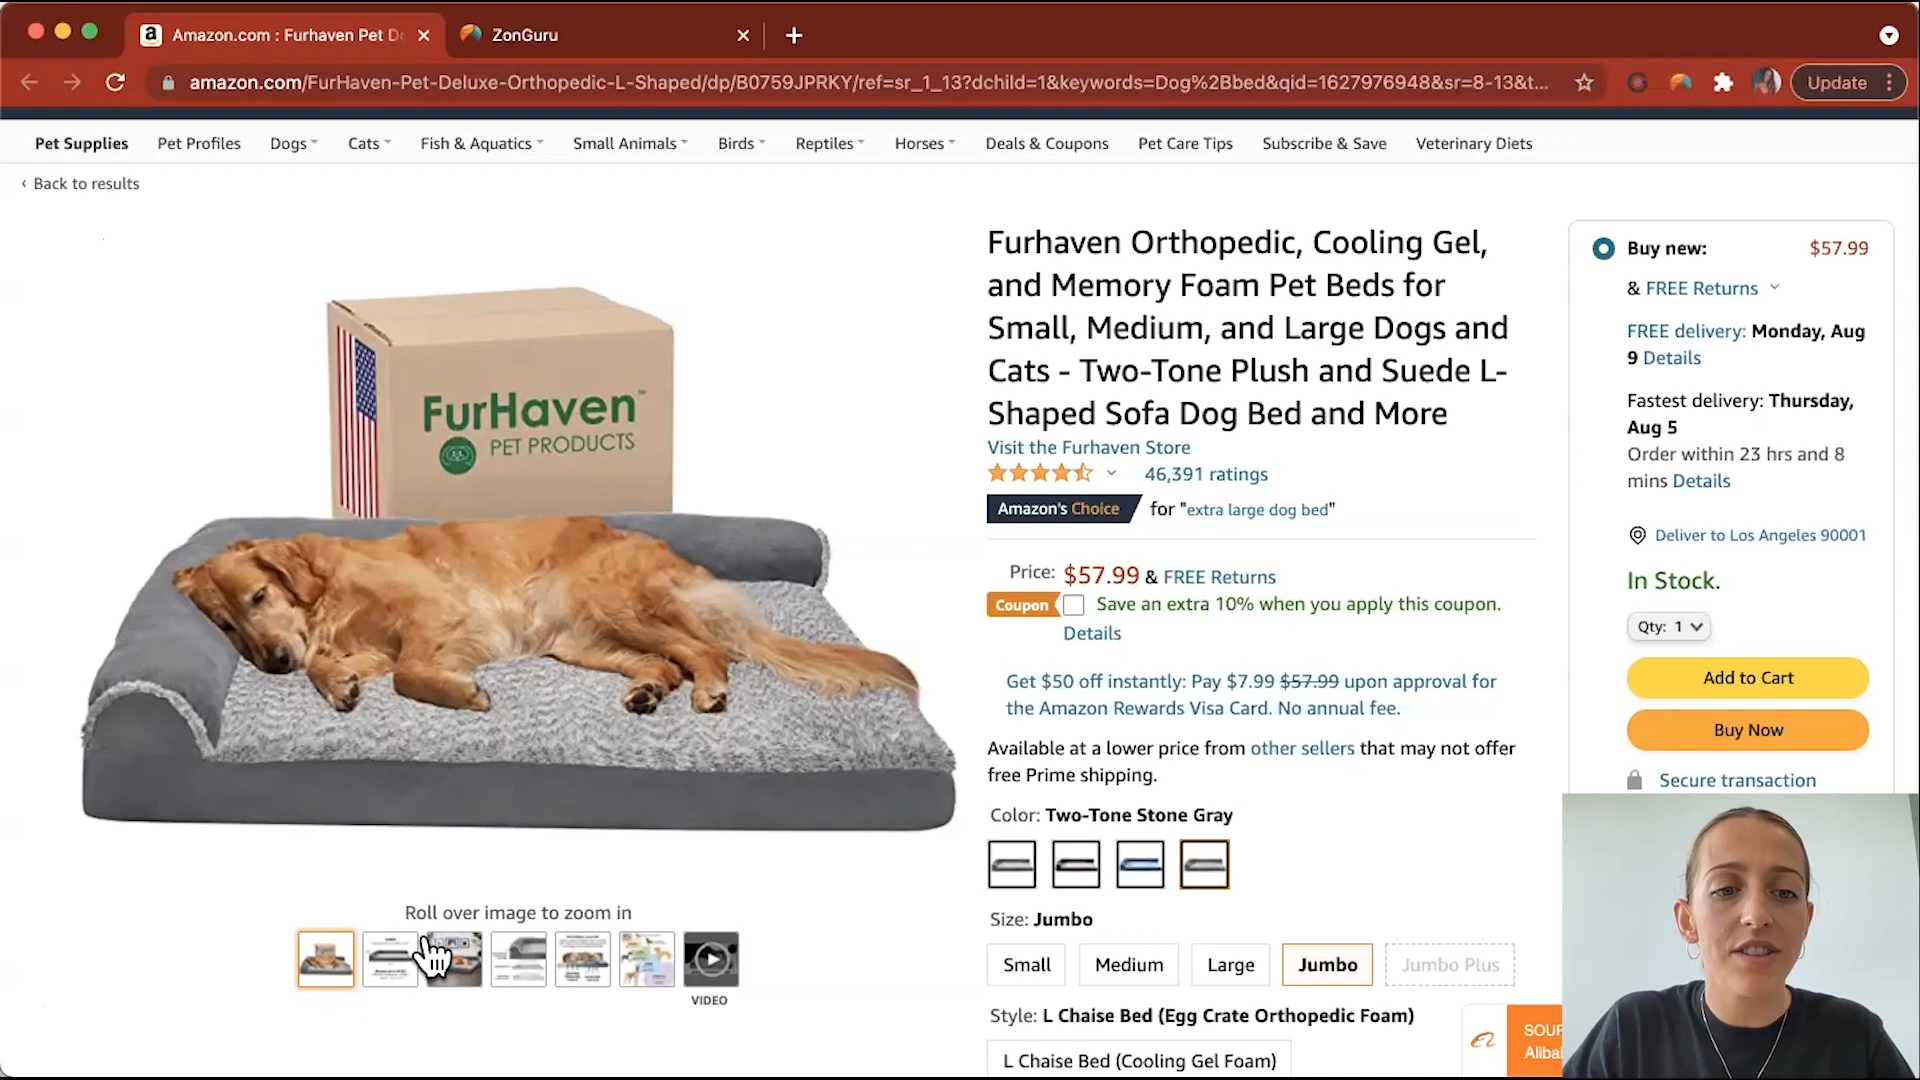 Amazon.com : Furhaven Pet Do
ZonGuru
amazon.com/FurHaven-Pet-Deluxe-Orthopedic-L-Shaped/dp/B0759JPRKY/ref=sr_1_13?dchild=1&keywords=Dog%2Bbed&qid=1627976948&sr=8-13&t...
Update
Pet Supplies
Pet Profiles
Dogs
Cats
Fish & Aquatics
Small Animals
Birds
Reptiles
Horses
Deals & Coupons
Pet Care Tips
Subscribe & Save
Veterinary Diets
‹ Back to results
FurHaven™
PET PRODUCTS
Roll over image to zoom in
VIDEO
Furhaven Orthopedic, Cooling Gel,
and Memory Foam Pet Beds for
Small, Medium, and Large Dogs and
Cats - Two-Tone Plush and Suede L-
Shaped Sofa Dog Bed and More
Visit the Furhaven Store
46,391 ratings
Amazon's Choice for "extra large dog bed"
Price: $57.99 & FREE Returns
Coupon Save an extra 10% when you apply this coupon.
Details
Get $50 off instantly: Pay $7.99 $57.99 upon approval for
the Amazon Rewards Visa Card. No annual fee.
Available at a lower price from other sellers that may not offer
free Prime shipping.
Color: Two-Tone Stone Gray
Size: Jumbo
Small
Medium
Large
Jumbo
Jumbo Plus
Style: L Chaise Bed (Egg Crate Orthopedic Foam)
L Chaise Bed (Cooling Gel Foam)
Buy new: $57.99
& FREE Returns
FREE delivery: Monday, Aug
9 Details
Fastest delivery: Thursday,
Aug 5
Order within 23 hrs and 8
mins Details
Deliver to Los Angeles 90001
In Stock.
Qty: 1
Add to Cart
Buy Now
Secure transaction
SOUR
Alibab